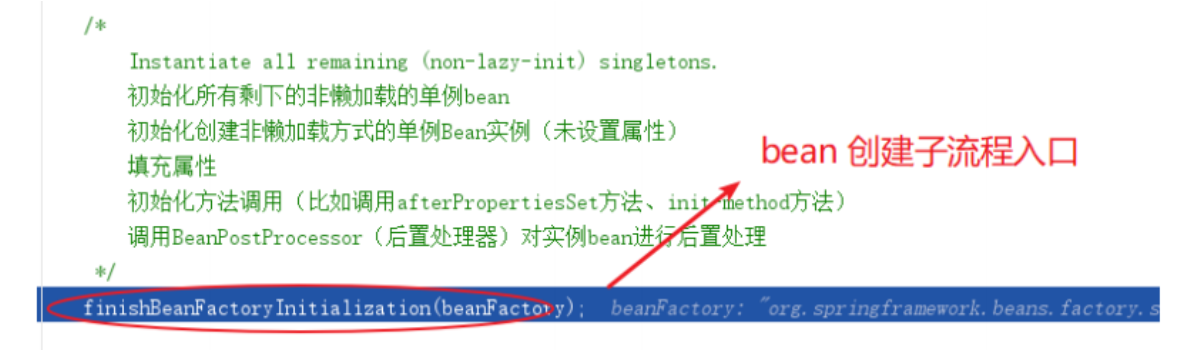 /*
Instantiate all remaining (non-lazy-init) singletons.
初始化所有剩下的非懒加载的单例bean
初始化创建非懒加载方式的单例Bean实例（未设置属性）
填充属性
初始化方法调用（比如调用afterPropertiesSet方法、init-method方法）
调用BeanPostProcessor（后置处理器）对实例bean进行后置处理
*/
bean 创建子流程入口
finishBeanFactoryInitialization(beanFactory); beanFactory: "org.springframework.beans.factory.s